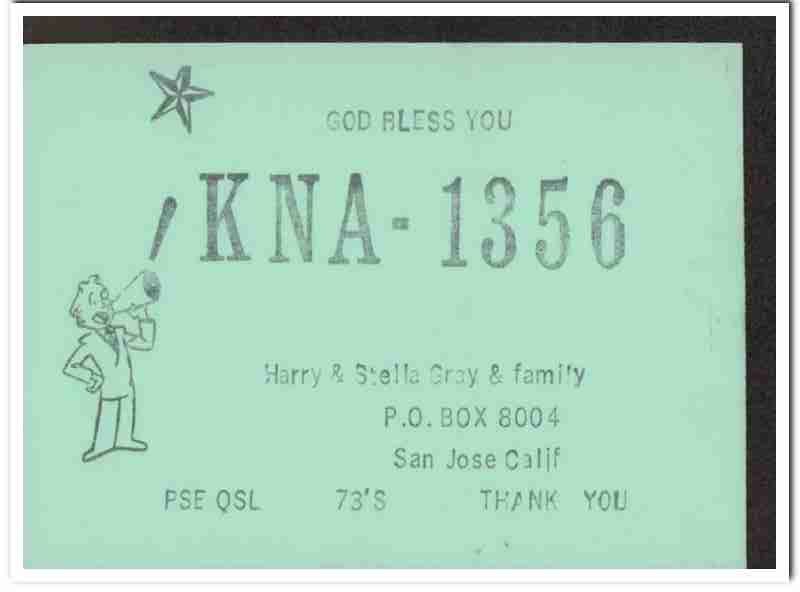 GOD BLESS YOU
KNA-1356
Harry & Stella Gray & family
P.O. BOX 8004
San Jose Calif
PSE QSL 73'S THANK YOU